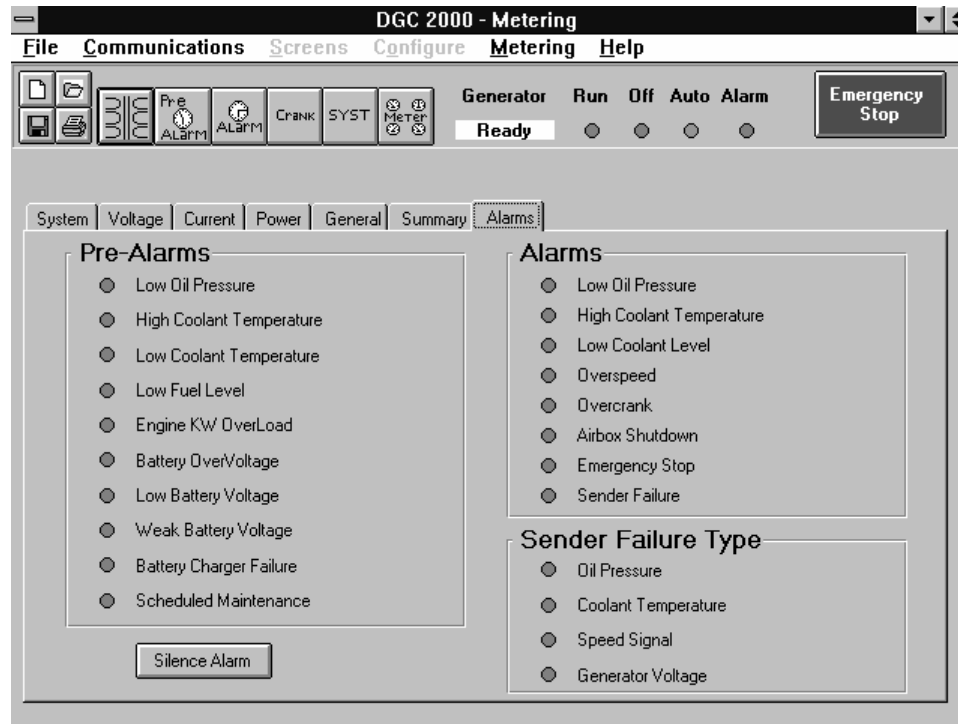 DGC 2000 - Metering
File Communications Screens Configure Metering Help
Pre ALarm
ALarm
Crank
SYST
Meter
Generator Run Off Auto Alarm
Ready
Emergency Stop
System Voltage Current Power General Summary Alarms
Pre-Alarms
Low Oil Pressure
High Coolant Temperature
Low Coolant Temperature
Low Fuel Level
Engine KW OverLoad
Battery OverVoltage
Low Battery Voltage
Weak Battery Voltage
Battery Charger Failure
Scheduled Maintenance
Silence Alarm
Alarms
Low Oil Pressure
High Coolant Temperature
Low Coolant Level
Overspeed
Overcrank
Airbox Shutdown
Emergency Stop
Sender Failure
Sender Failure Type
Oil Pressure
Coolant Temperature
Speed Signal
Generator Voltage